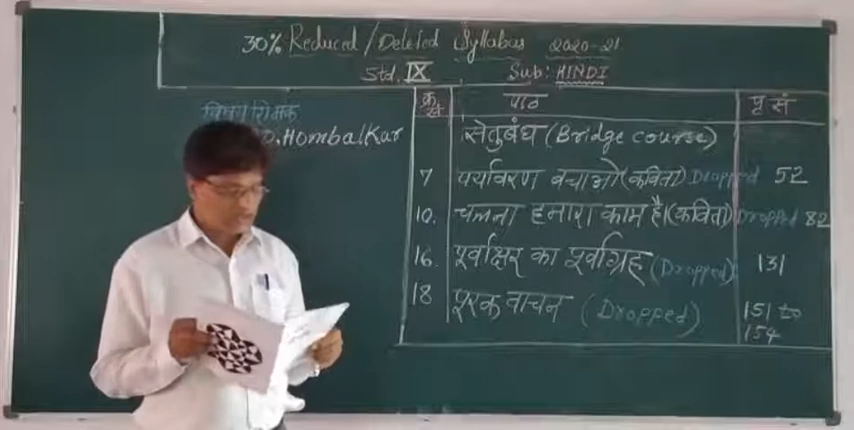 30% Reduced/Deleted Syllabus 2020-21
Std. IX Sub: HINDI
विषय शिक्षक
D. Hombalkar
क्र सं पाठ पृ सं
सेतुबंध (Bridge course)
7 पर्यावरण बचाओ (कविता) Dropped 52
10. चलना हमारा काम है। (कविता) Dropped 82
16. पूर्वाक्षर का पूर्वाग्रह (Dropped) 131
18 पूरक वाचन (Dropped) 151 to
154